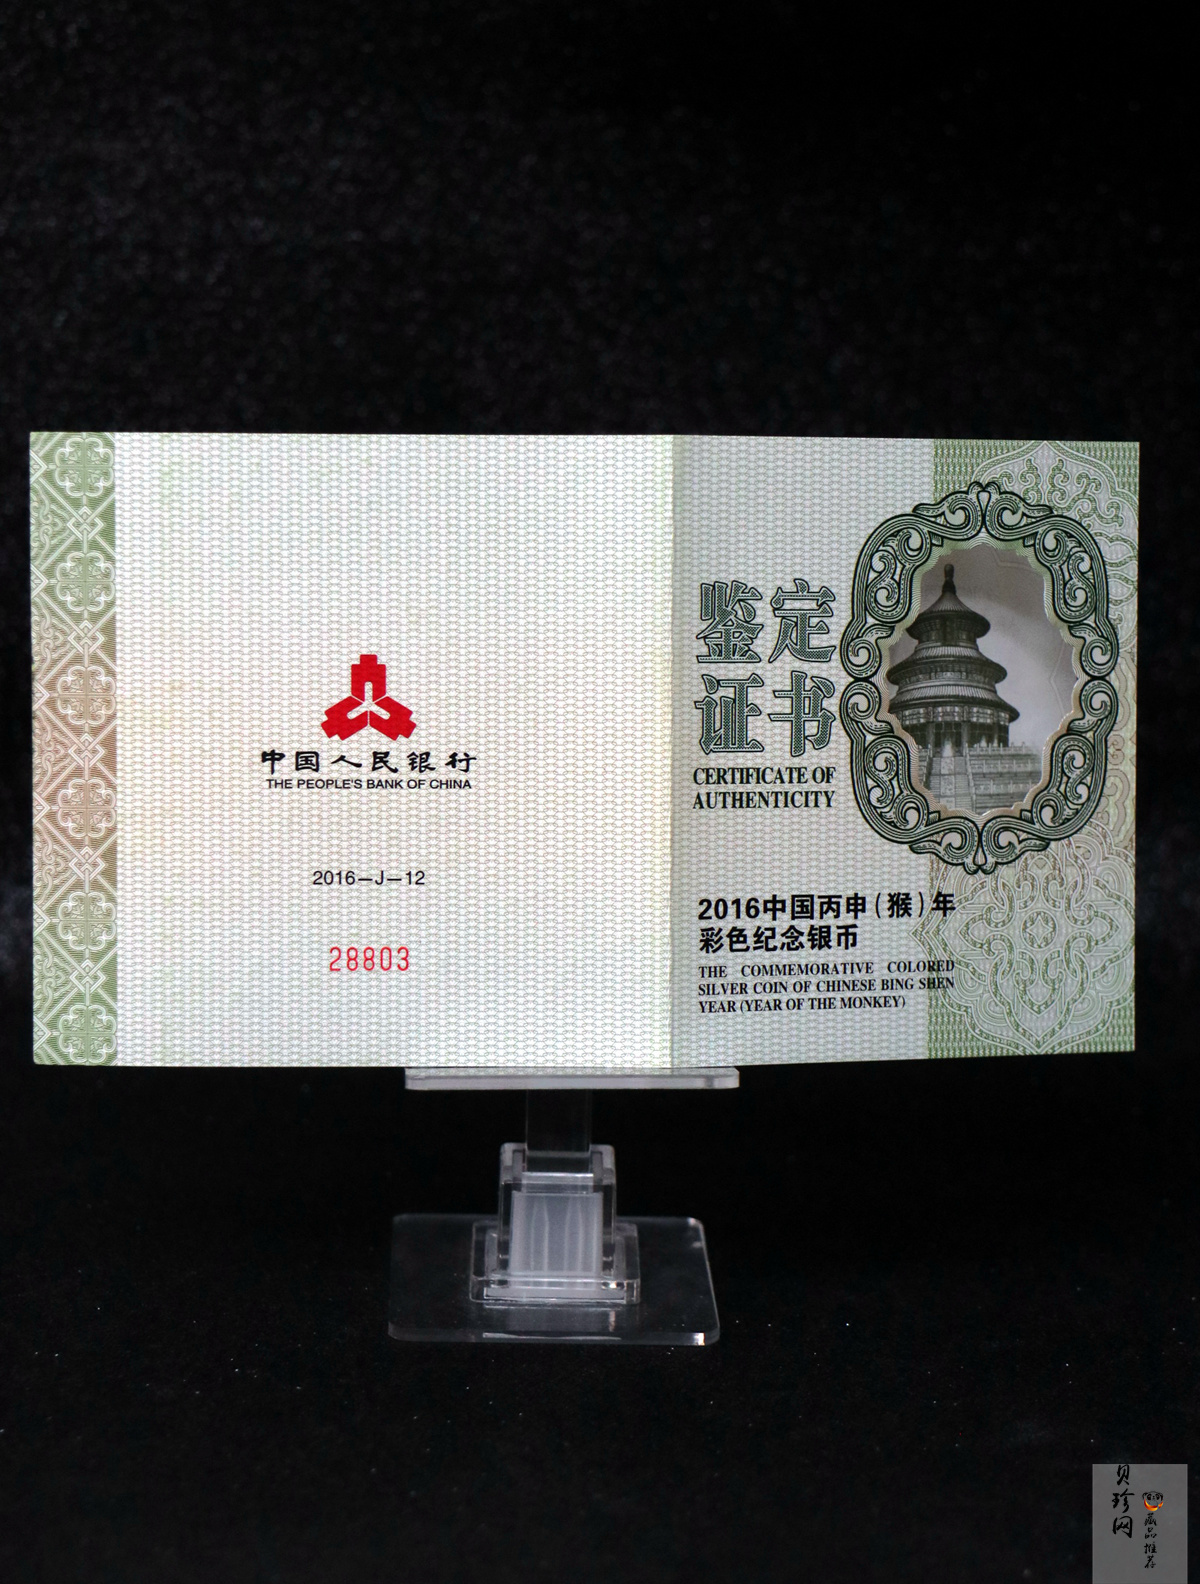 中国人民银行
THE PEOPLE'S BANK OF CHINA
2016—J—12
28803
鉴定
证书
CERTIFICATE OF
AUTHENTICITY
2016中国丙申(猴)年
彩色纪念银币
THE COMMEMORATIVE COLORED
SILVER COIN OF CHINESE BING SHEN
YEAR (YEAR OF THE MONKEY)
贝珍网
藏品推荐